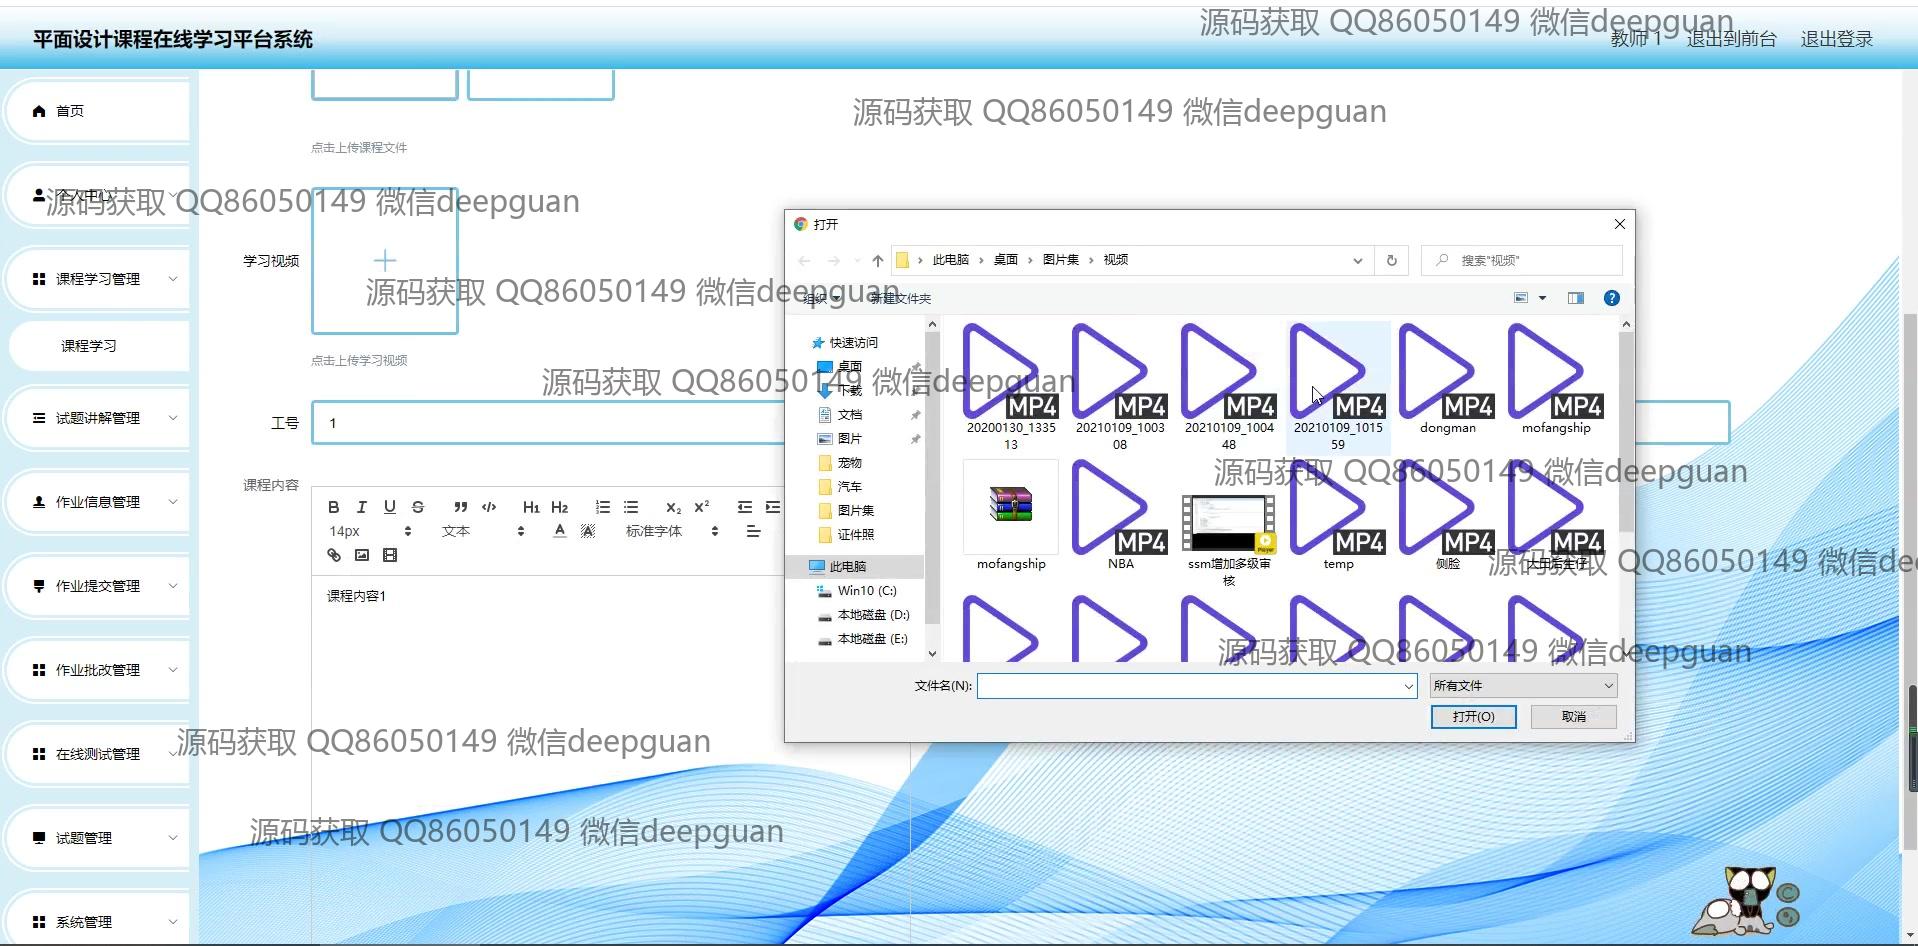 源码获取 QQ86050149 微信deepguan
平面设计课程在线学习平台系统
教师 1
退出到前台
退出登录
首页
源码获取 QQ86050149 微信deepguan
点击上传课程文件
个人中心
源码获取 QQ86050149 微信deepguan
学习视频
课程学习管理
源码获取 QQ86050149 微信deepguan
课程学习
点击上传学习视频
源码获取 QQ86050149 微信deepguan
试题讲解管理
工号
1
课程内容
作业信息管理
B I U S H1 H2 X2 X2
14px
文本
A
标准字体
作业提交管理
课程内容1
作业批改管理
在线测试管理
源码获取 QQ86050149 微信deepguan
试题管理
源码获取 QQ86050149 微信deepguan
系统管理
打开
此电脑
桌面
图片集
视频
搜索"视频"
组织
新建文件夹
?
快速访问
桌面
下载
文档
图片
宠物
汽车
图片集
证件照
此电脑
Win10 (C:)
本地磁盘 (D:)
本地磁盘 (E:)
MP4 MP4 MP4 MP4 MP4 MP4
20200130_1335
13
20210109_1003
08
20210109_1004
48
20210109_1015
59
dongman
mofangship
源码获取 QQ86050149 微信deepguan
MP4 MP4 MP4 MP4
Player
mofangship
NBA
ssm增加多级审
核
temp
侧脸
源码获取 QQ86050149 微信de
源码获取 QQ86050149 微信deepguan
文件名(N):
所有文件
打开(O)
取消